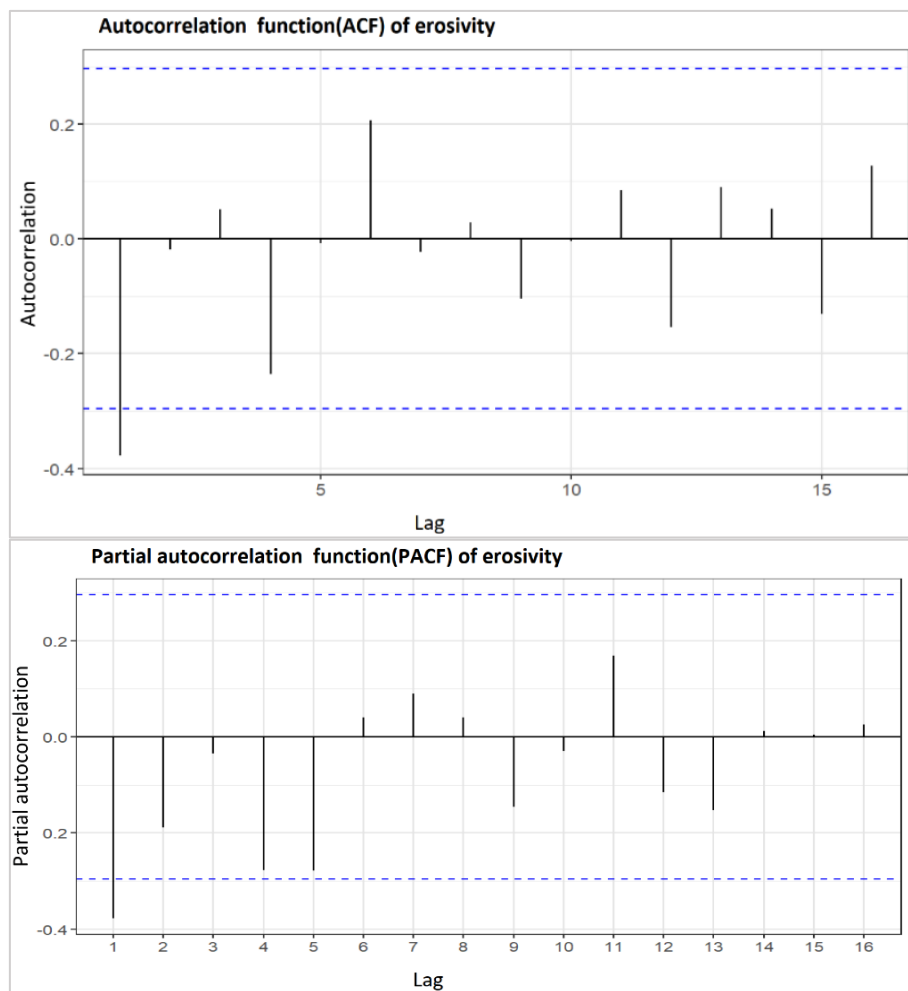 Autocorrelation function(ACF) of erosivity
0.2
0.0
-0.2
-0.4
Autocorrelation
5 10 15
Lag
Partial autocorrelation function(PACF) of erosivity
0.2
0.0
0.2
-0.4
Partial autocorrelation
1 2 3 4 5 6 7 8 9 10 11 12 13 14 15 16
Lag